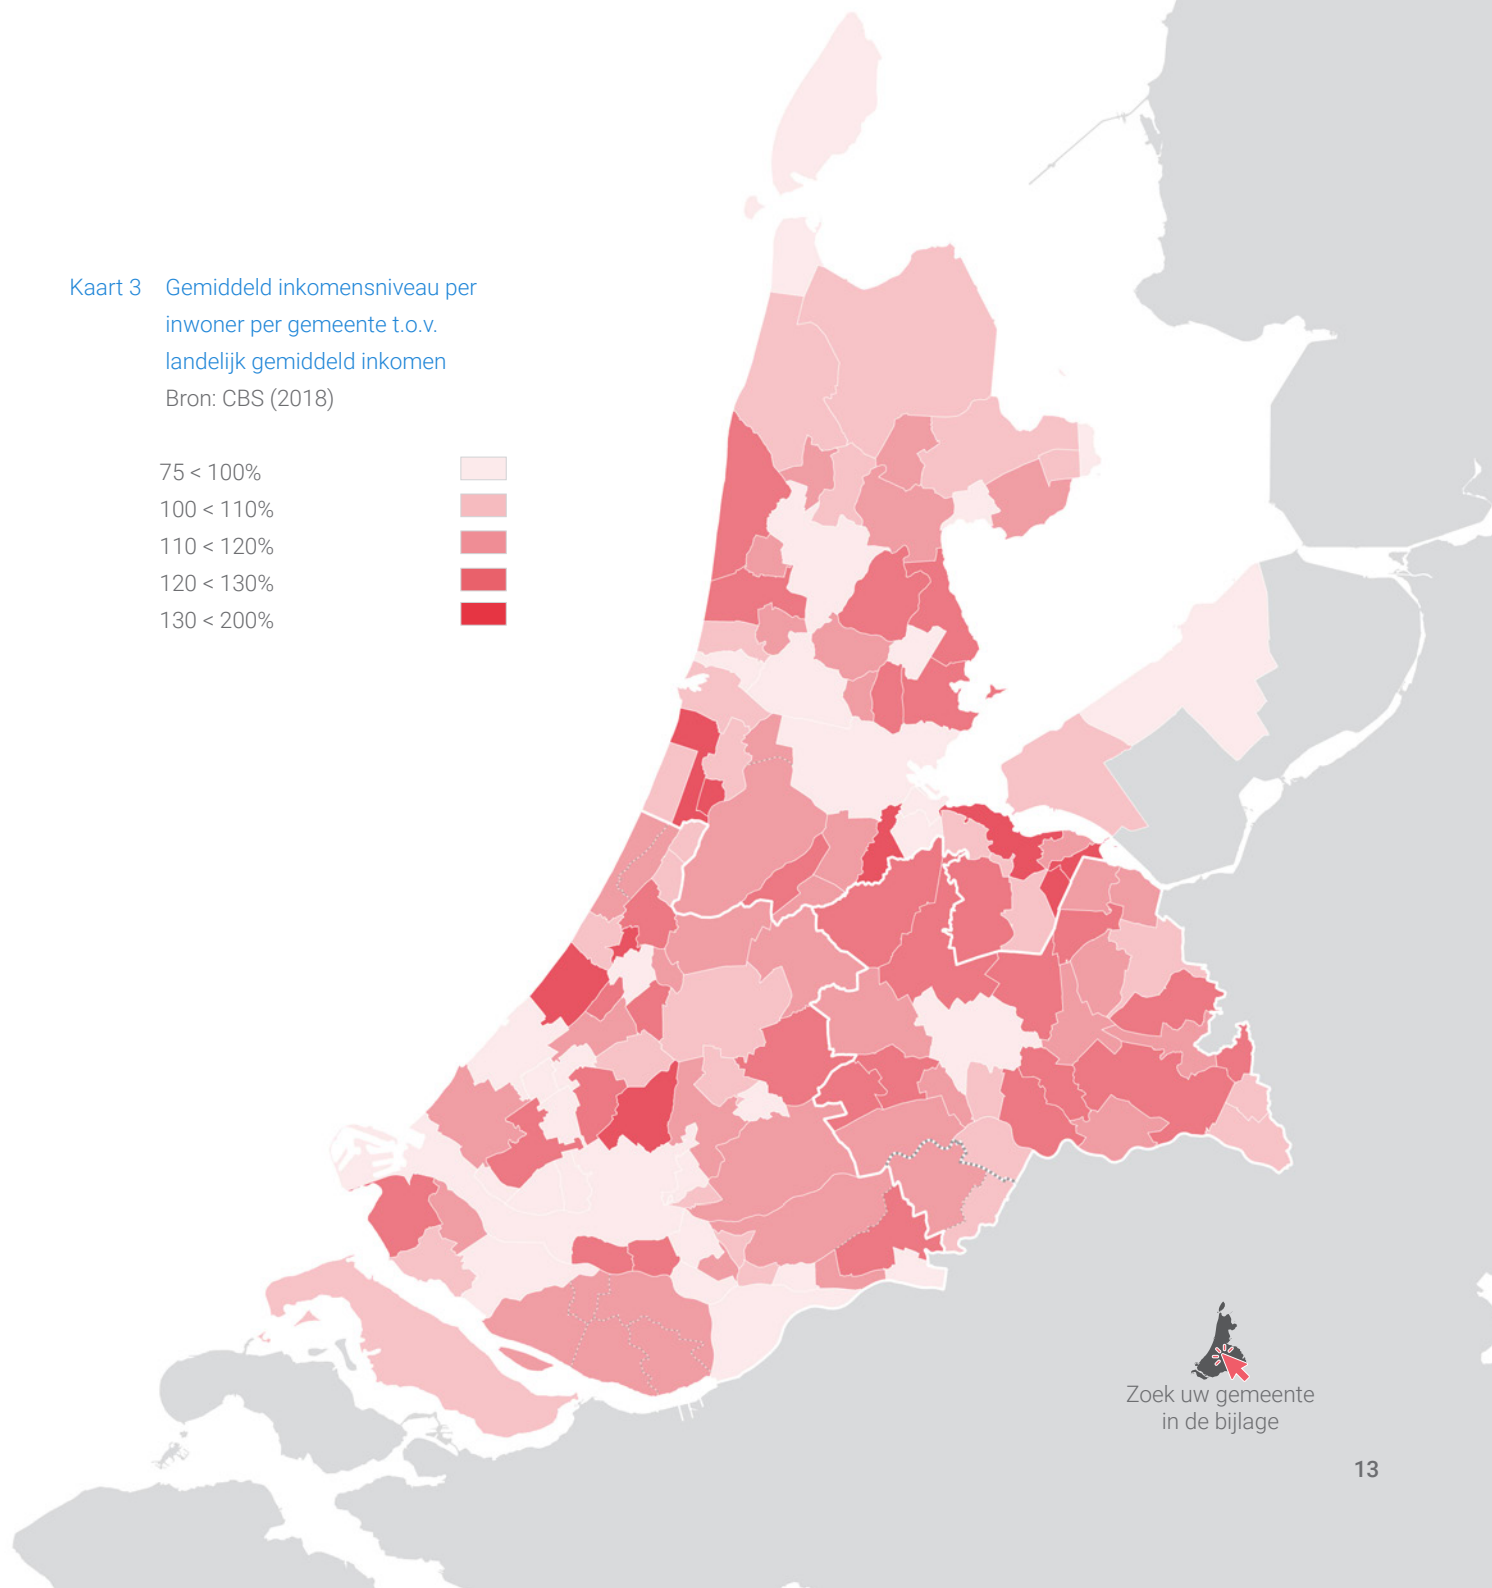 Kaart 3 Gemiddeld inkomensniveau per
inwoner per gemeente t.o.v.
landelijk gemiddeld inkomen
Bron: CBS (2018)
75 < 100%
100 < 110%
110 < 120%
120 < 130%
130 < 200%
Zoek uw gemeente
in de bijlage
13